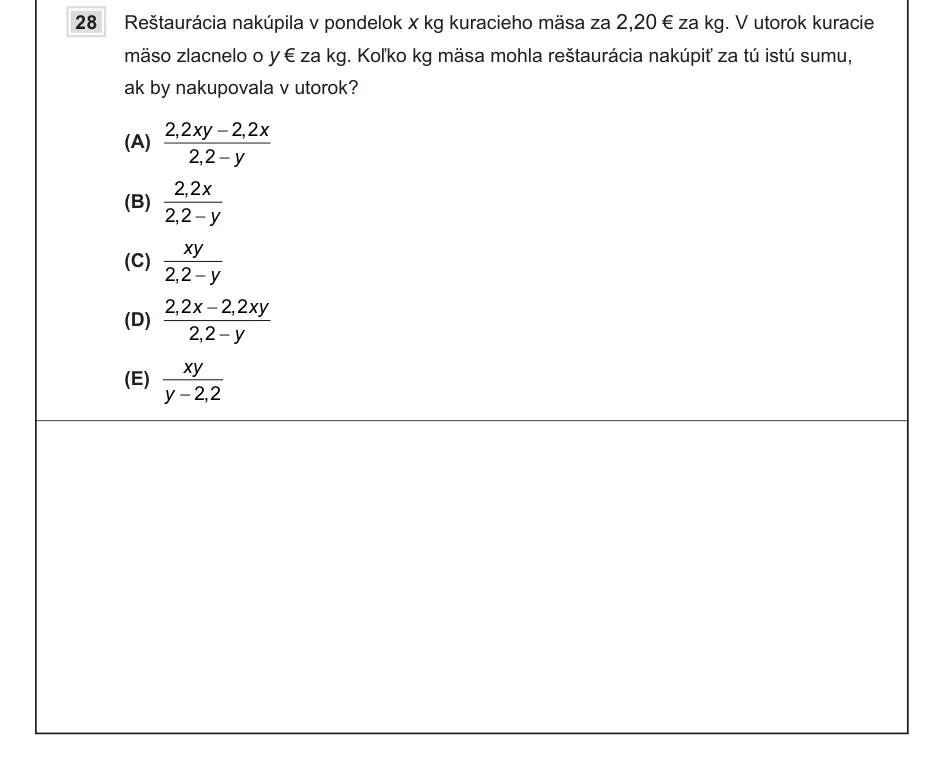 28 Reštaurácia nakúpila v pondelok x kg kuracieho mäsa za 2,20 € za kg. V utorok kuracie
mäso zlacnelo o y € za kg. Koľko kg mäsa mohla reštaurácia nakúpiť za tú istú sumu,
ak by nakupovala v utorok?
(A) 2,2xy – 2,2x
2,2 – y
(B) 2,2x
2,2 – y
(C) xy
2,2 – y
(D) 2,2x – 2,2xy
2,2 – y
(E) xy
y – 2,2